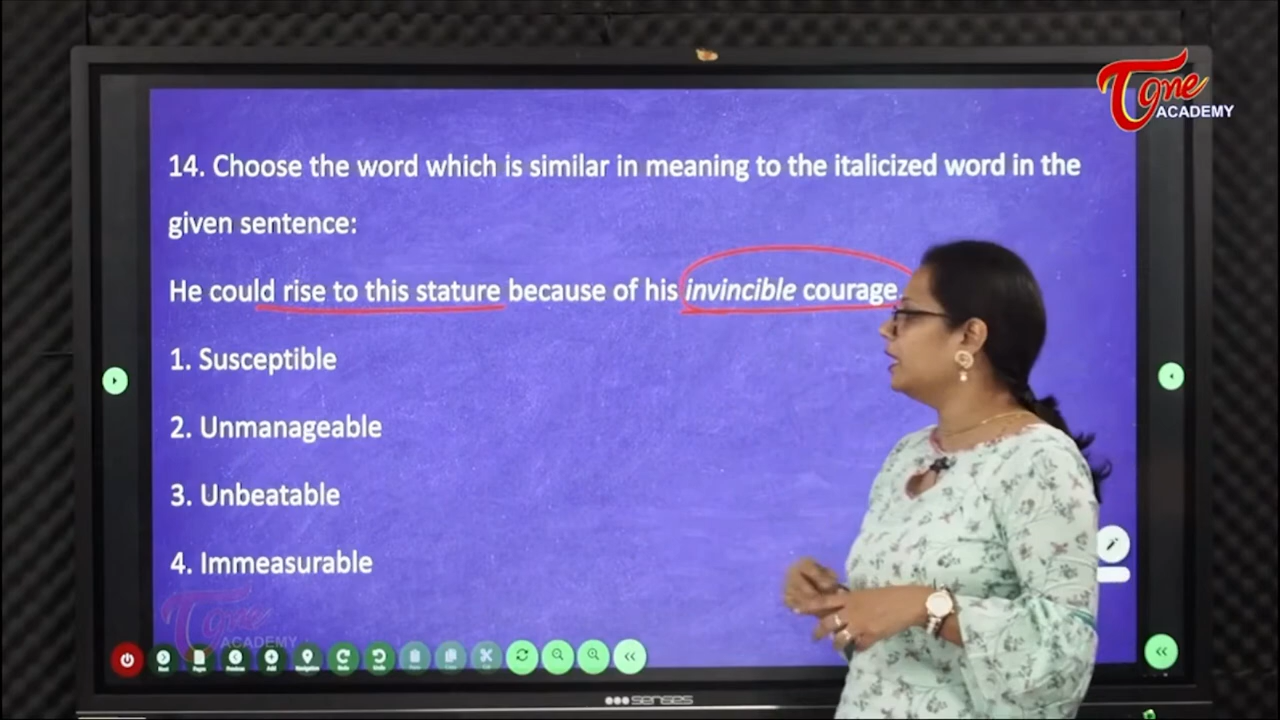 Tone
ACADEMY
14. Choose the word which is similar in meaning to the italicized word in the
given sentence:
He could rise to this stature because of his invincible courage.
1. Susceptible
2. Unmanageable
3. Unbeatable
4. Immeasurable
Tone
ACADEMY
senses